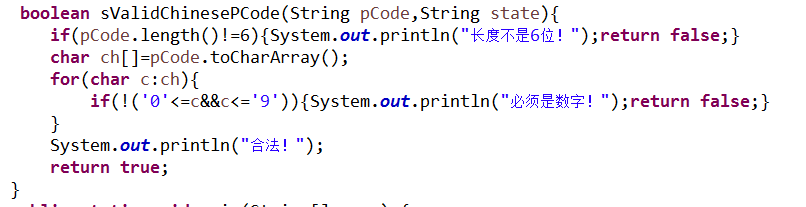 boolean sValidChinesePCode(String pCode,String state){
if(pCode.length()!=6){System.out.println("长度不是6位！");return false;}
char ch[]=pCode.toCharArray();
for(char c:ch){
if(!('0'<=c&&c<='9')){System.out.println("必须是数字！");return false;}
}
System.out.println("合法！");
return true;
}